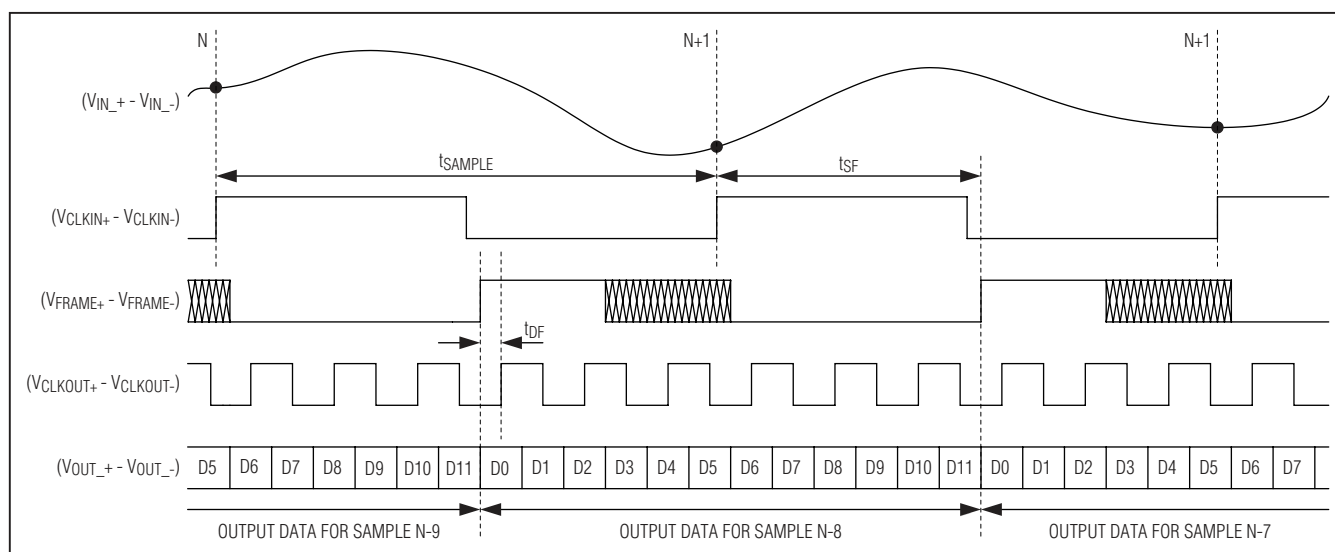 N N+1 N+1
(VIN_+ - VIN_-)
tSAMPLE tSF
(VCLKIN+ - VCLKIN-)
(VFRAME+ - VFRAME-)
tDF
(VCLKOUT+ - VCLKOUT-)
(VOUT_+ - VOUT_-) D5 D6 D7 D8 D9 D10 D11 D0 D1 D2 D3 D4 D5 D6 D7 D8 D9 D10 D11 D0 D1 D2 D3 D4 D5 D6 D7
OUTPUT DATA FOR SAMPLE N-9 OUTPUT DATA FOR SAMPLE N-8 OUTPUT DATA FOR SAMPLE N-7